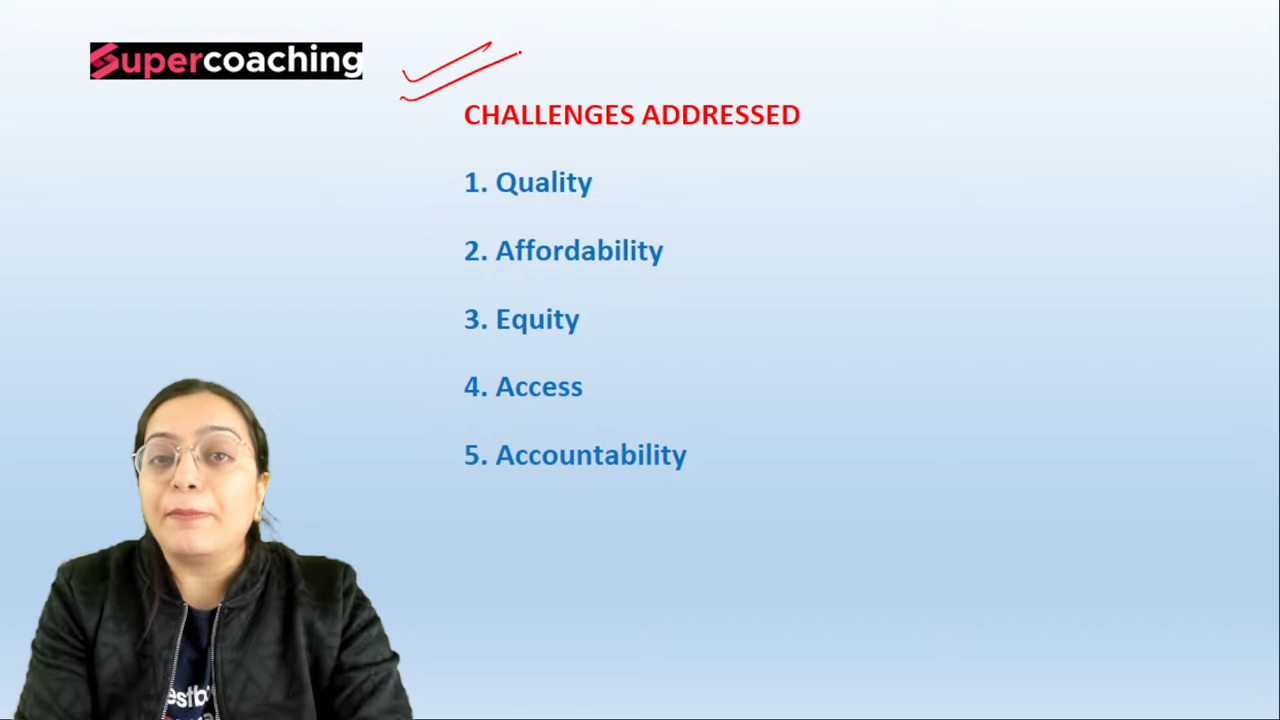 Supercoaching
CHALLENGES ADDRESSED
1. Quality
2. Affordability
3. Equity
4. Access
5. Accountability